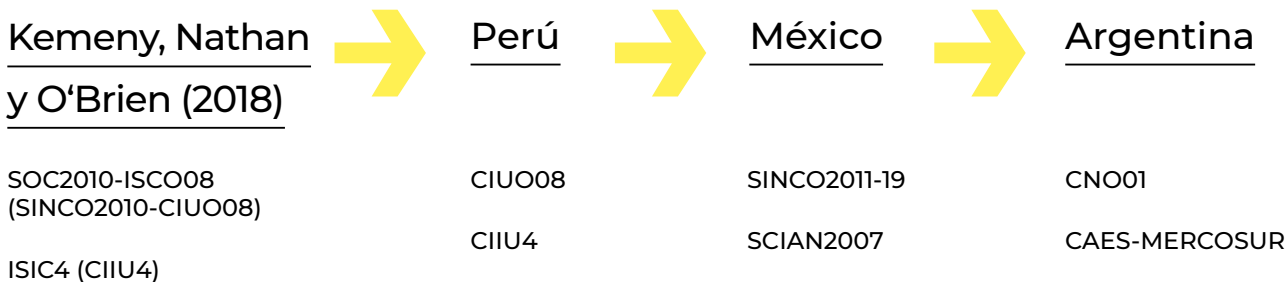 Kemeny, Nathan
y O‘Brien (2018)
SOC2010-ISCO08
(SINCO2010-CIUO08)
ISIC4 (CIIU4)
Perú
CIUO08
CIIU4
México
SINCO2011-19
SCIAN2007
Argentina
CNO01
CAES-MERCOSUR